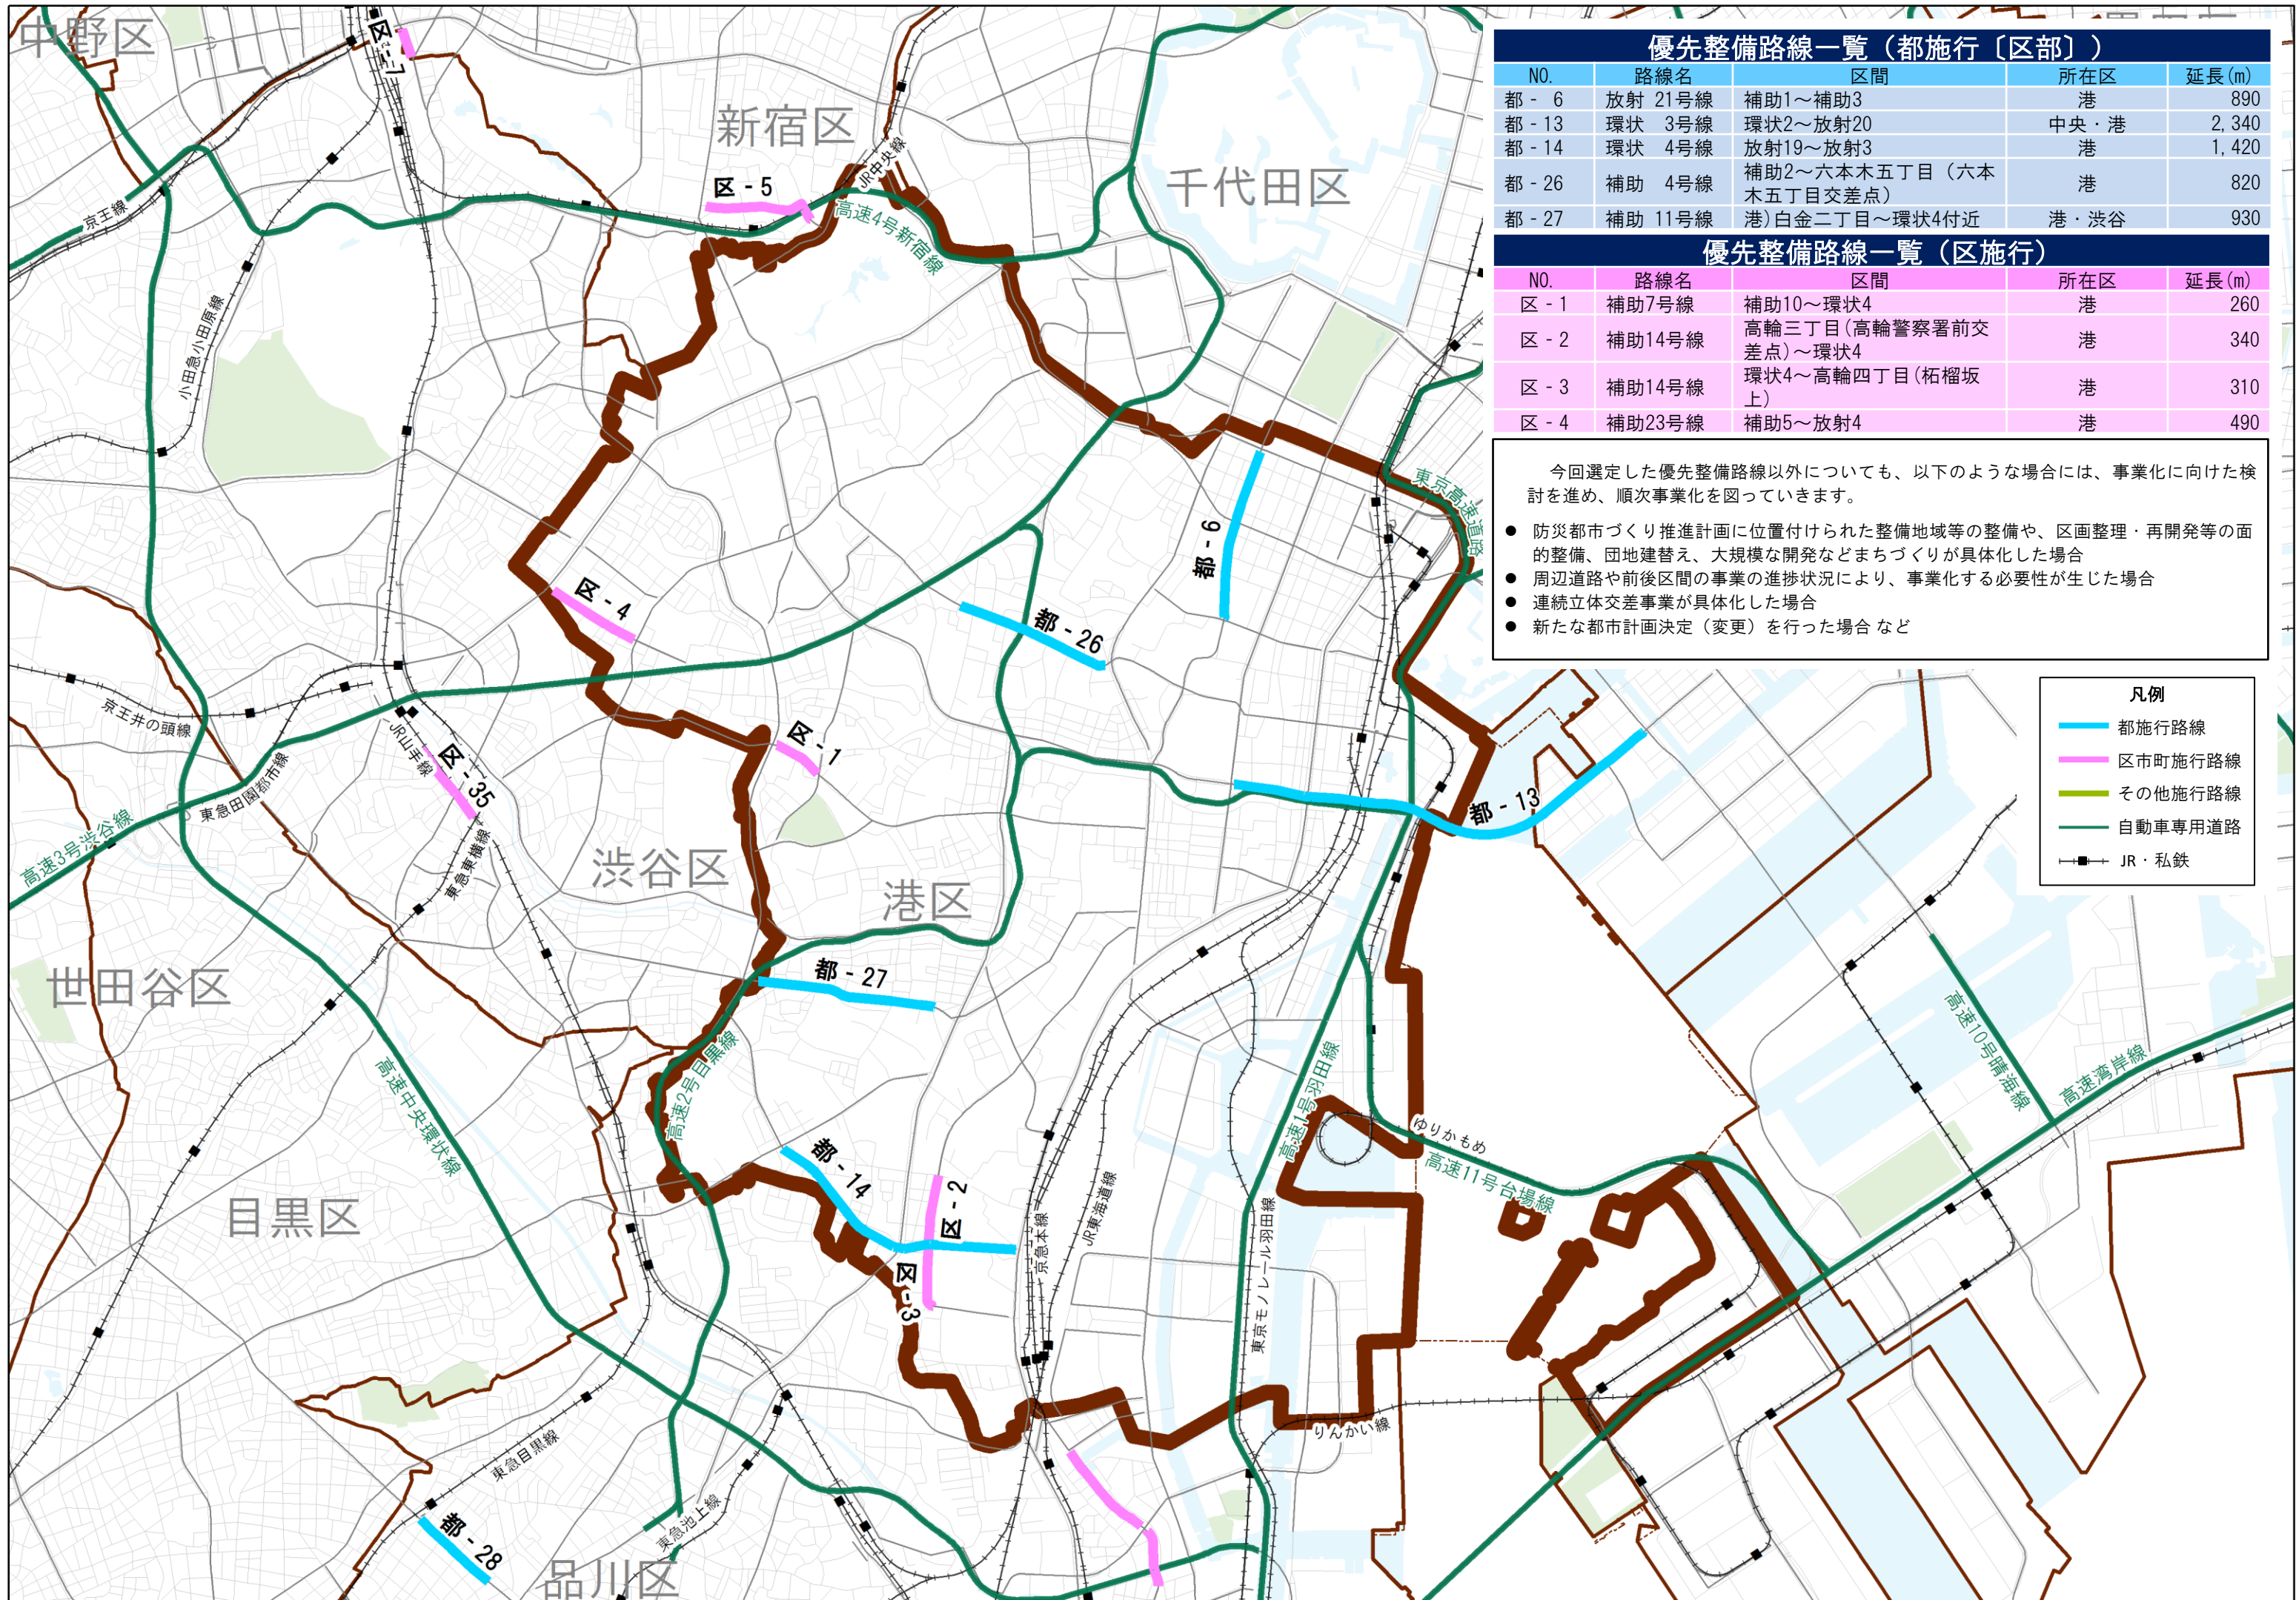 優先整備路線一覧（都施行〔区部〕）
NO. 路線名 区間 所在区 延長(m)
都 - 6 放射 21号線 補助1～補助3 港 890
都 - 13 環状 3号線 環状2～放射20 中央・港 2,340
都 - 14 環状 4号線 放射19～放射3 港 1,420
都 - 26 補助 4号線 補助2～六本木五丁目（六本
木五丁目交差点） 港 820
都 - 27 補助 11号線 港)白金二丁目～環状4付近 港・渋谷 930
優先整備路線一覧（区施行）
NO. 路線名 区間 所在区 延長(m)
区 - 1 補助7号線 補助10～環状4 港 260
区 - 2 補助14号線 高輪三丁目(高輪警察署前交
差点)～環状4 港 340
区 - 3 補助14号線 環状4～高輪四丁目(柘榴坂
上) 港 310
区 - 4 補助23号線 補助5～放射4 港 490
今回選定した優先整備路線以外についても、以下のような場合には、事業化に向けた検
討を進め、順次事業化を図っていきます。
● 防災都市づくり推進計画に位置付けられた整備地域等の整備や、区画整理・再開発等の面
的整備、団地建替え、大規模な開発などまちづくりが具体化した場合
● 周辺道路や前後区間の事業の進捗状況により、事業化する必要性が生じた場合
● 連続立体交差事業が具体化した場合
● 新たな都市計画決定（変更）を行った場合 など
凡例
都施行路線
区市町施行路線
その他施行路線
自動車専用道路
JR・私鉄
中野区
区-7
新宿区
千代田区
区 - 5
JR中央線
高速4号新宿線
京王線
小田急小田原線
東京高速道路
都 - 6
区 - 4
都 - 26
京王井の頭線
JR山手線
区 - 35
東急田園都市線
区 - 1
都 - 13
高速3号渋谷線
東急東横線
渋谷区
港区
世田谷区
都 - 27
高速2号目黒線
高速中央環状線
高速1号羽田線
高速10号晴海線
高速湾岸線
ゆりかもめ
高速11号台場線
都 - 14
区 - 2
区 - 3
目黒区
京急本線
JR東海道線
東京モノレール羽田線
りんかい線
東急目黒線
東急池上線
都 - 28
品川区